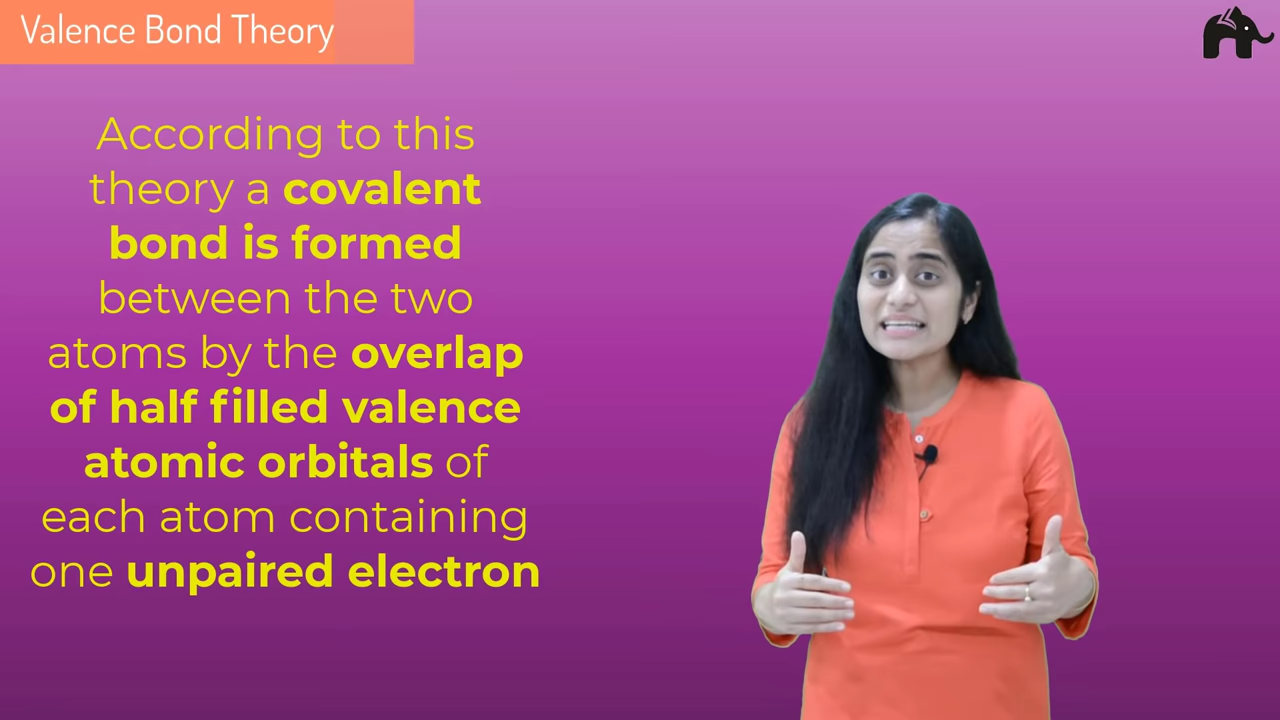 Valence Bond Theory
According to this
theory a covalent
bond is formed
between the two
atoms by the overlap
of half filled valence
atomic orbitals of
each atom containing
one unpaired electron